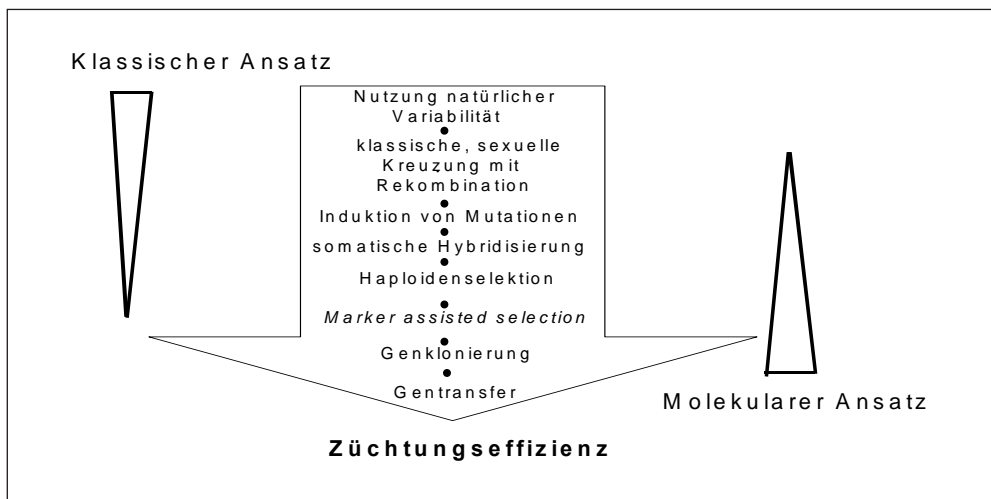 Klassischer Ansatz
Nutzung natürlicher
Variabilität
klassische, sexuelle
Kreuzung mit
Rekombination
Induktion von Mutationen
somatische Hybridisierung
Haploidenselektion
Marker assisted selection
Genklonierung
Gentransfer
Molekularer Ansatz
Züchtungseffizienz